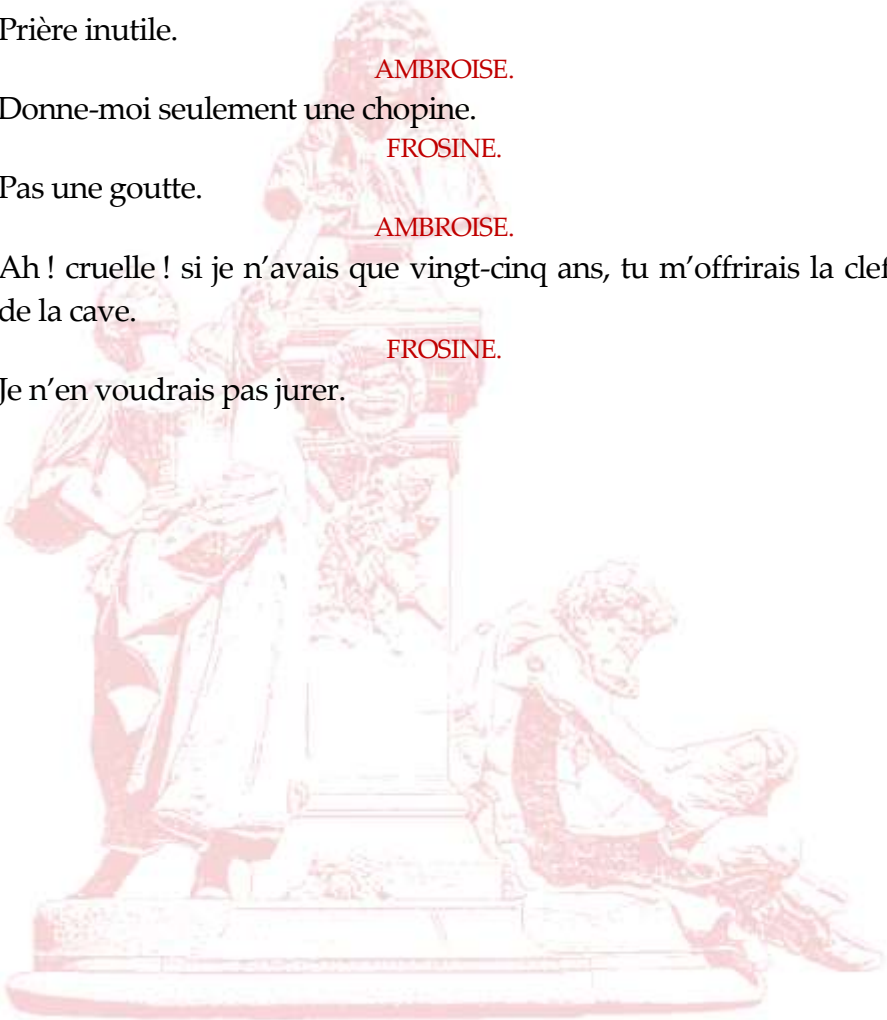 Prière inutile.
AMBROISE.
Donne-moi seulement une chopine.
FROSINE.
Pas une goutte.
AMBROISE.
Ah ! cruelle ! si je n’avais que vingt-cinq ans, tu m’offrirais la clef
de la cave.
FROSINE.
Je n’en voudrais pas jurer.